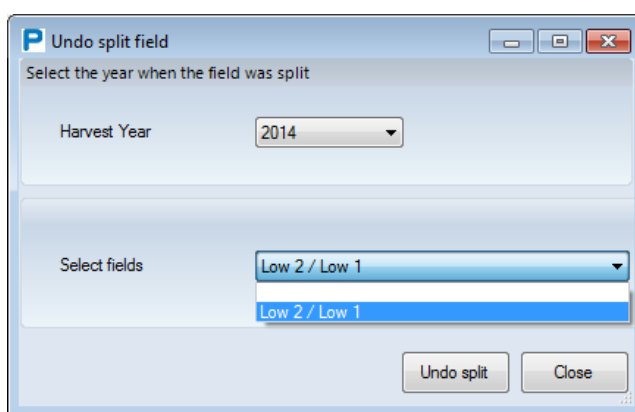 P Undo split field
Select the year when the field was split
Harvest Year 2014
Select fields Low 2 / Low 1
Low 2 / Low 1
Undo split Close